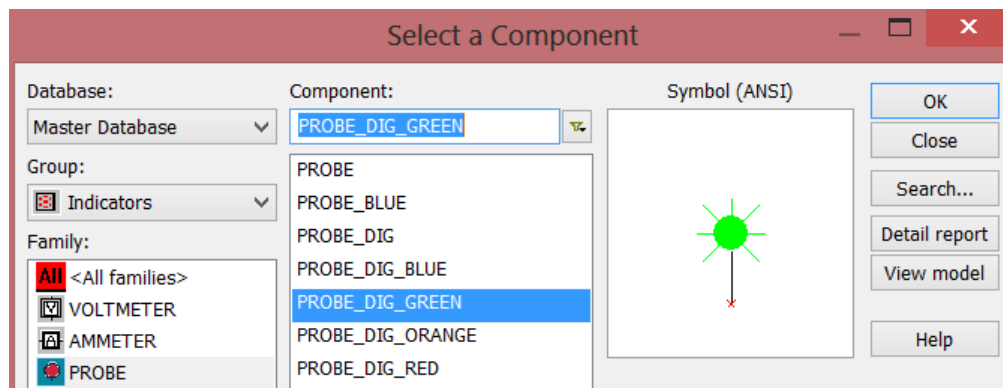 Select a Component
Database:
Master Database
Group:
Indicators
Family:
All <All families>
V VOLTMETER
A AMMETER
PROBE
Component:
PROBE_DIG_GREEN
PROBE
PROBE_BLUE
PROBE_DIG
PROBE_DIG_BLUE
PROBE_DIG_GREEN
PROBE_DIG_ORANGE
PROBE_DIG_RED
Symbol (ANSI)
OK
Close
Search...
Detail report
View model
Help